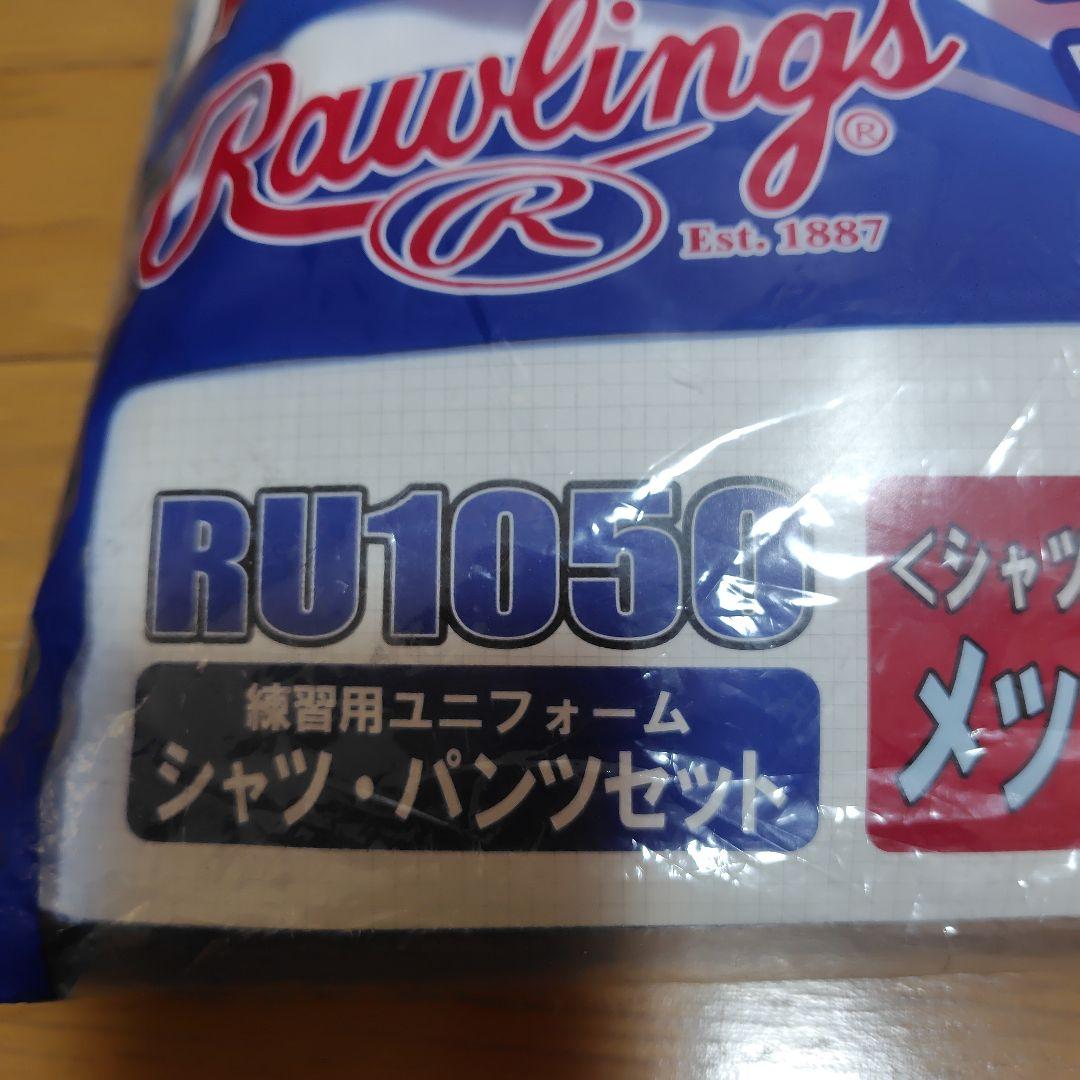 Rawlings®
R
Est. 1887
RU1050
練習用ユニフォーム
シャツ・パンツセット
<シャツ
メッ